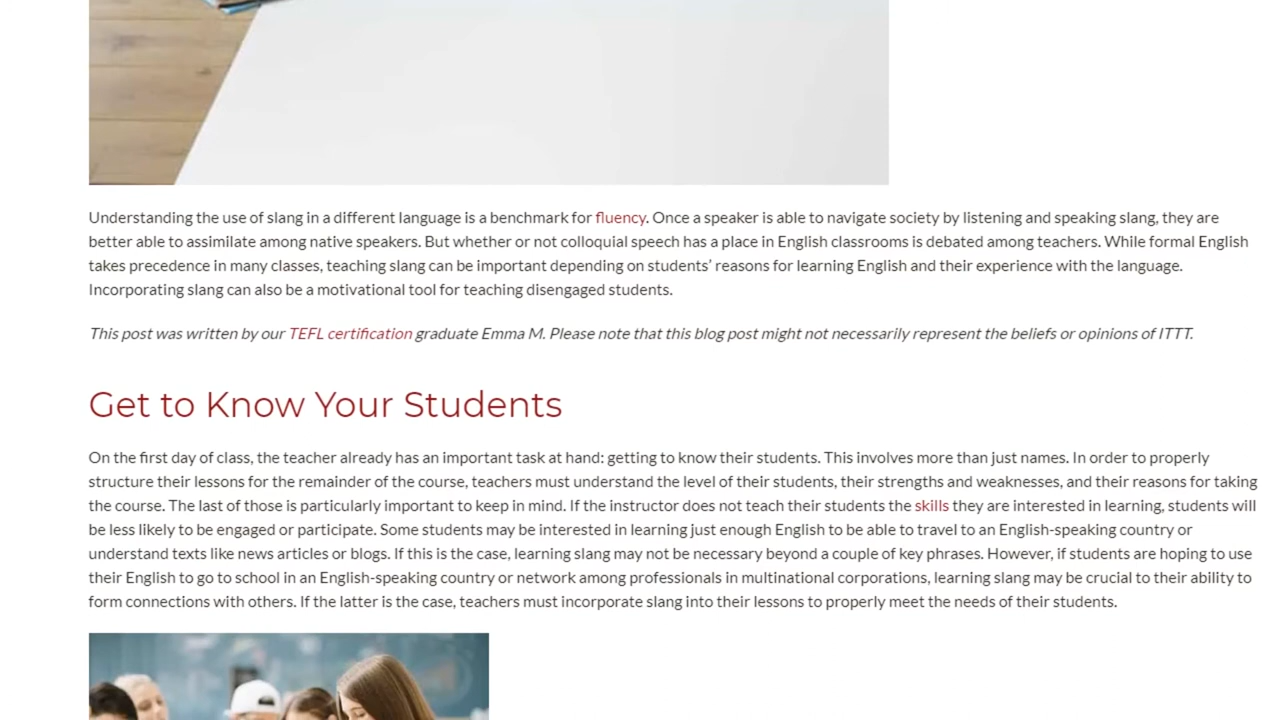 Understanding the use of slang in a different language is a benchmark for fluency. Once a speaker is able to navigate society by listening and speaking slang, they are
better able to assimilate among native speakers. But whether or not colloquial speech has a place in English classrooms is debated among teachers. While formal English
takes precedence in many classes, teaching slang can be important depending on students’ reasons for learning English and their experience with the language.
Incorporating slang can also be a motivational tool for teaching disengaged students.
This post was written by our TEFL certification graduate Emma M. Please note that this blog post might not necessarily represent the beliefs or opinions of ITTT.
Get to Know Your Students
On the first day of class, the teacher already has an important task at hand: getting to know their students. This involves more than just names. In order to properly
structure their lessons for the remainder of the course, teachers must understand the level of their students, their strengths and weaknesses, and their reasons for taking
the course. The last of those is particularly important to keep in mind. If the instructor does not teach their students the skills they are interested in learning, students will
be less likely to be engaged or participate. Some students may be interested in learning just enough English to be able to travel to an English-speaking country or
understand texts like news articles or blogs. If this is the case, learning slang may not be necessary beyond a couple of key phrases. However, if students are hoping to use
their English to go to school in an English-speaking country or network among professionals in multinational corporations, learning slang may be crucial to their ability to
form connections with others. If the latter is the case, teachers must incorporate slang into their lessons to properly meet the needs of their students.